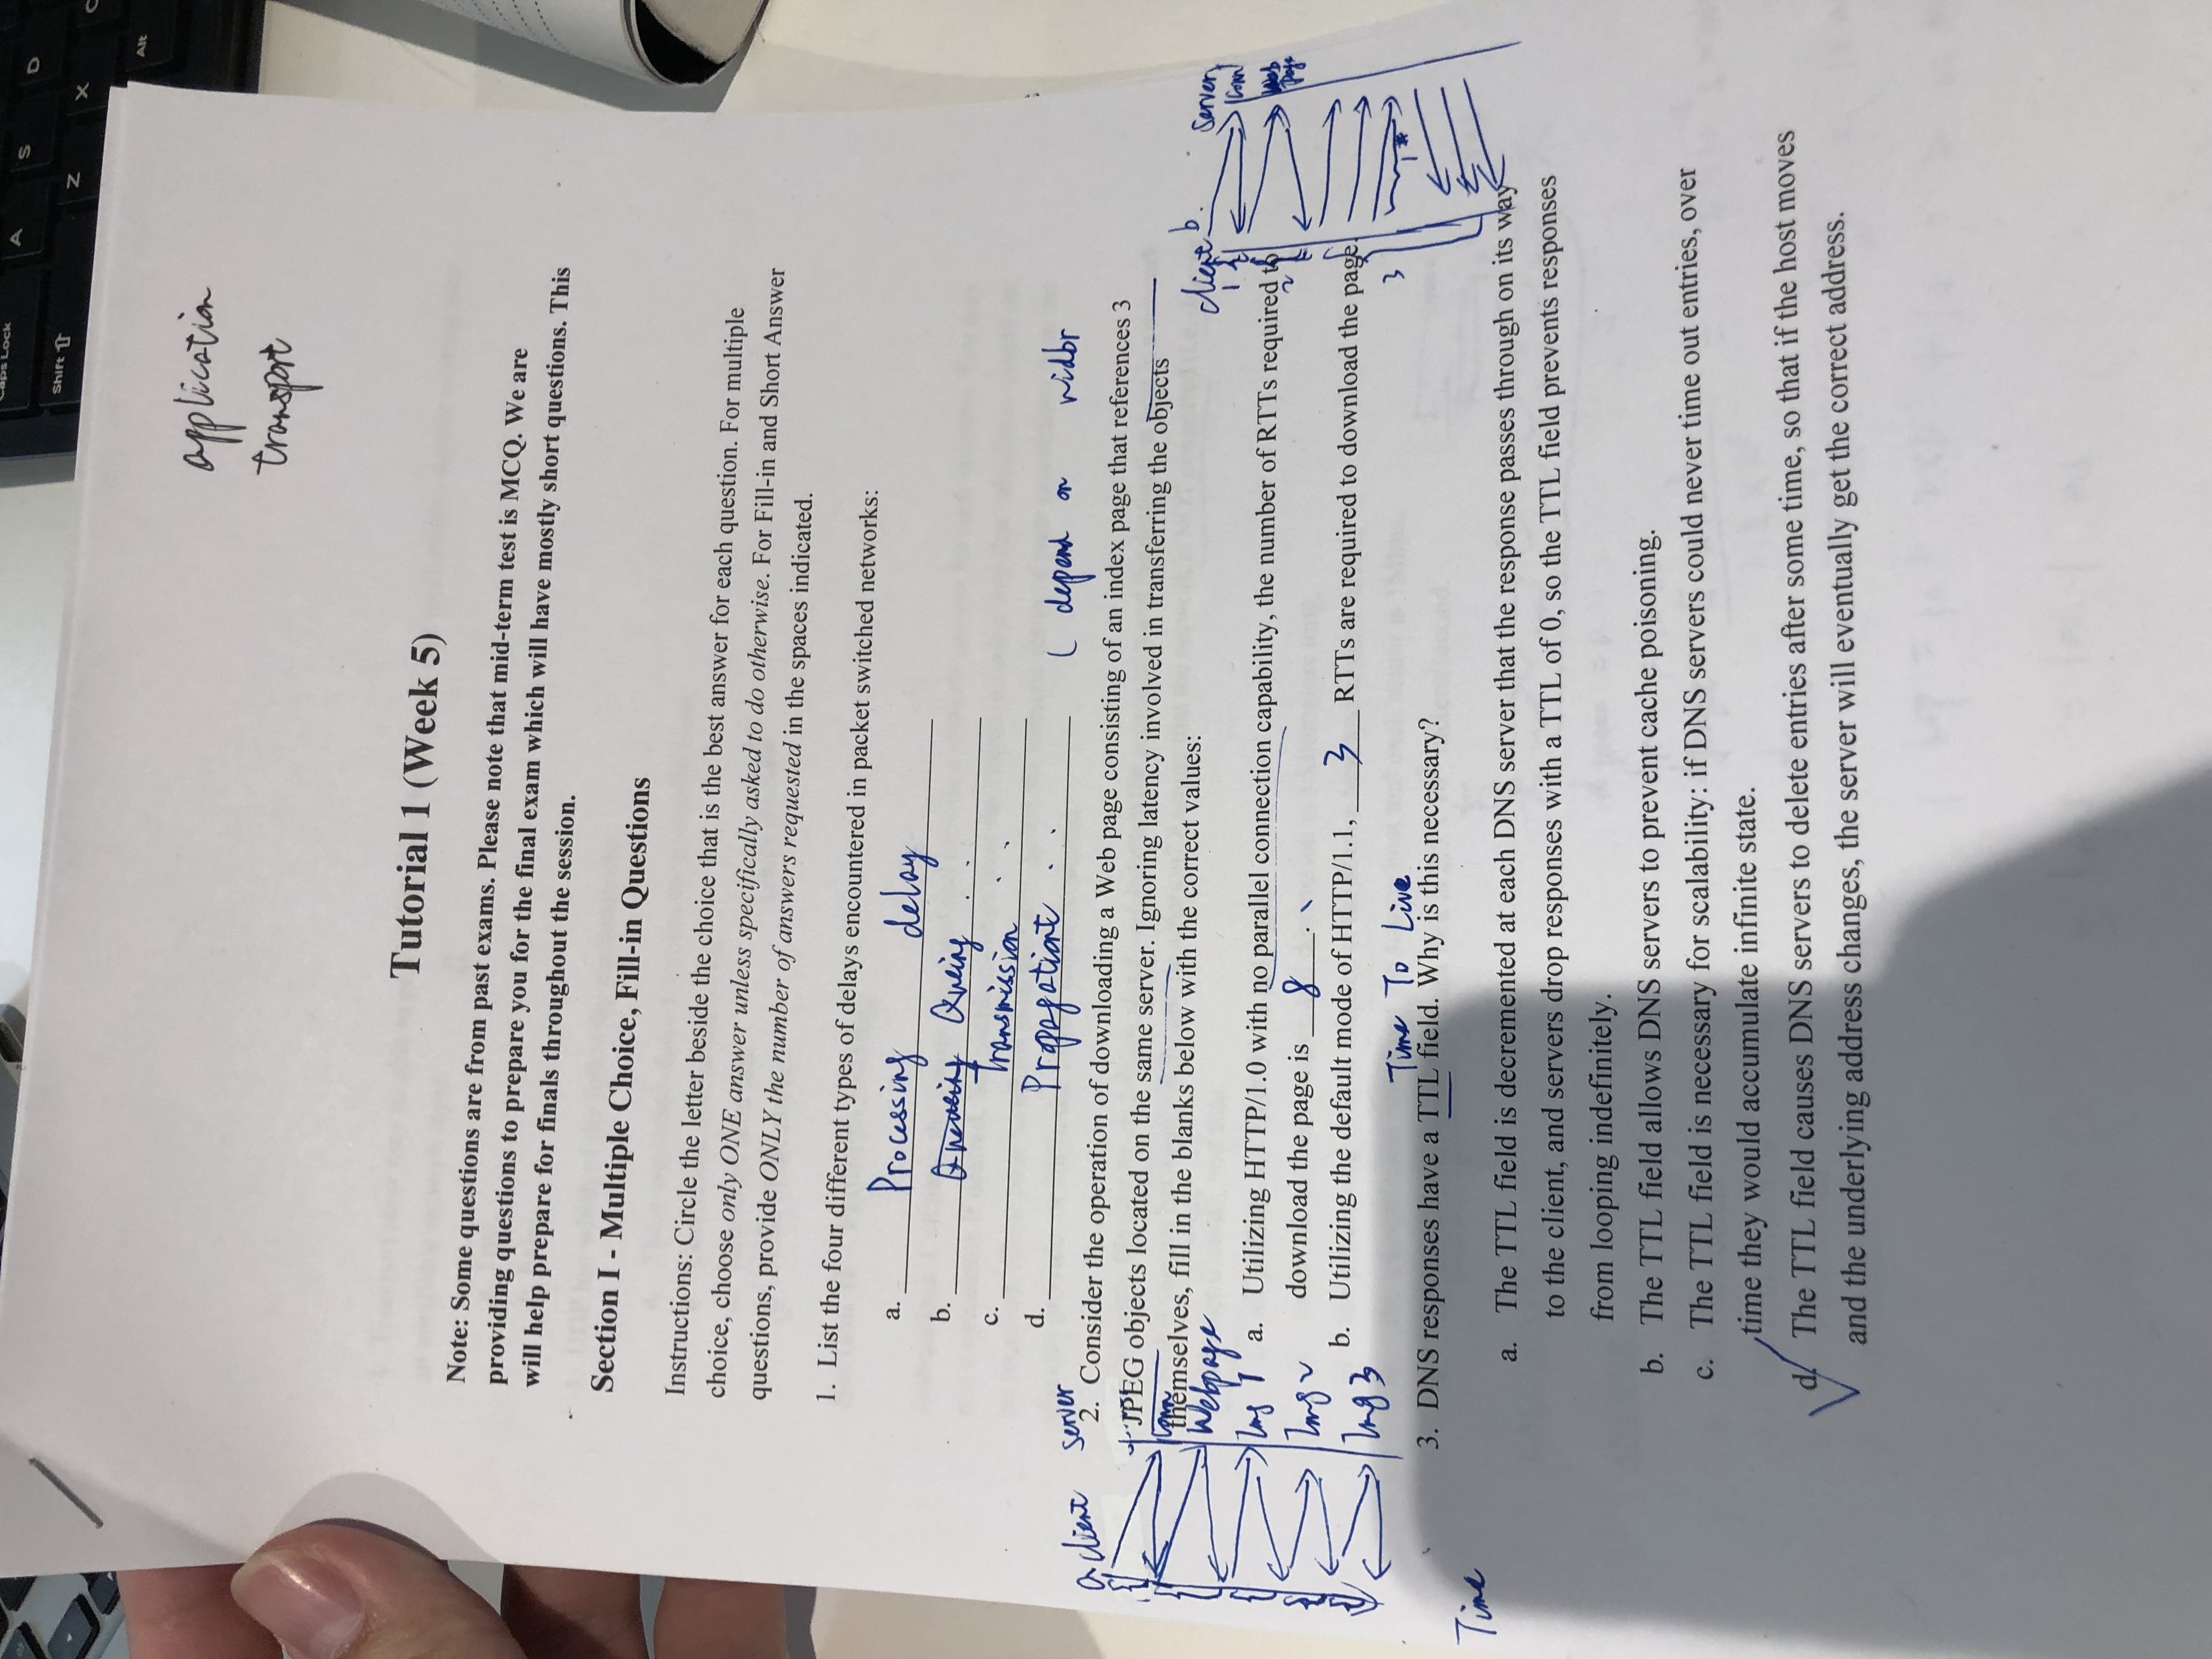 Caps Lock
A
S
D
Shift
Z
X
C
Alt
application
transport
Tutorial 1 (Week 5)
Note: Some questions are from past exams. Please note that mid-term test is MCQ. We are
providing questions to prepare you for the final exam which will have mostly short questions. This
will help prepare for finals throughout the session.
Section I - Multiple Choice, Fill-in Questions
Instructions: Circle the letter beside the choice that is the best answer for each question. For multiple
choice, choose only ONE answer unless specifically asked to do otherwise. For Fill-in and Short Answer
questions, provide ONLY the number of answers requested in the spaces indicated.
1. List the four different types of delays encountered in packet switched networks:
a. Processing delay
b. Queing ..
c. Transmission ..
d. Propagationt .. ( depend on
a client server
2. Consider the operation of downloading a Web page consisting of an index page that references 3
JPEG objects located on the same server. Ignoring latency involved in transferring the objects
Conn
themselves, fill in the blanks below with the correct values:
Webpage
client b. Server
1 Conn
Img 1 a. Utilizing HTTP/1.0 with no parallel connection capability, the number of RTTs required to
2 Web page
Img 2 download the page is 8.
b. Utilizing the default mode of HTTP/1.1, 3 RTTs are required to download the page.
Img 3
3
Time To Live
3. DNS responses have a TTL field. Why is this necessary?
Time
a. The TTL field is decremented at each DNS server that the response passes through on its way
to the client, and servers drop responses with a TTL of 0, so the TTL field prevents responses
from looping indefinitely.
b. The TTL field allows DNS servers to prevent cache poisoning.
c. The TTL field is necessary for scalability: if DNS servers could never time out entries, over
time they would accumulate infinite state.
d. The TTL field causes DNS servers to delete entries after some time, so that if the host moves
and the underlying address changes, the server will eventually get the correct address.